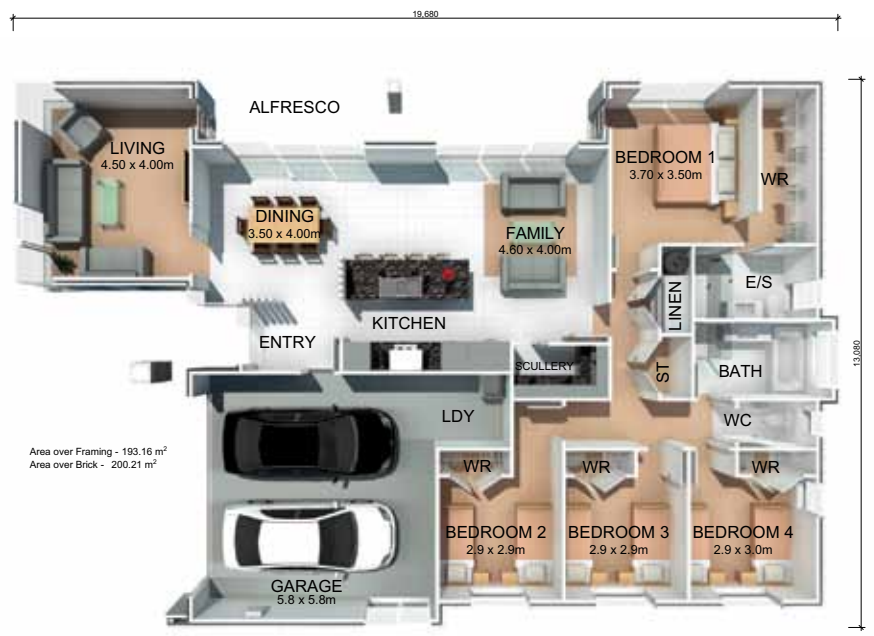 19,680
ALFRESCO
LIVING
4.50 x 4.00m
BEDROOM 1
3.70 x 3.50m
WR
DINING
3.50 x 4.00m
FAMILY
4.60 x 4.00m
E/S
LINEN
KITCHEN
ENTRY
SCULLERY
ST
BATH
13,080
LDY
WC
Area over Framing - 193.16 m²
Area over Brick - 200.21 m²
WR
WR
WR
BEDROOM 2
2.9 x 2.9m
BEDROOM 3
2.9 x 2.9m
BEDROOM 4
2.9 x 3.0m
GARAGE
5.8 x 5.8m